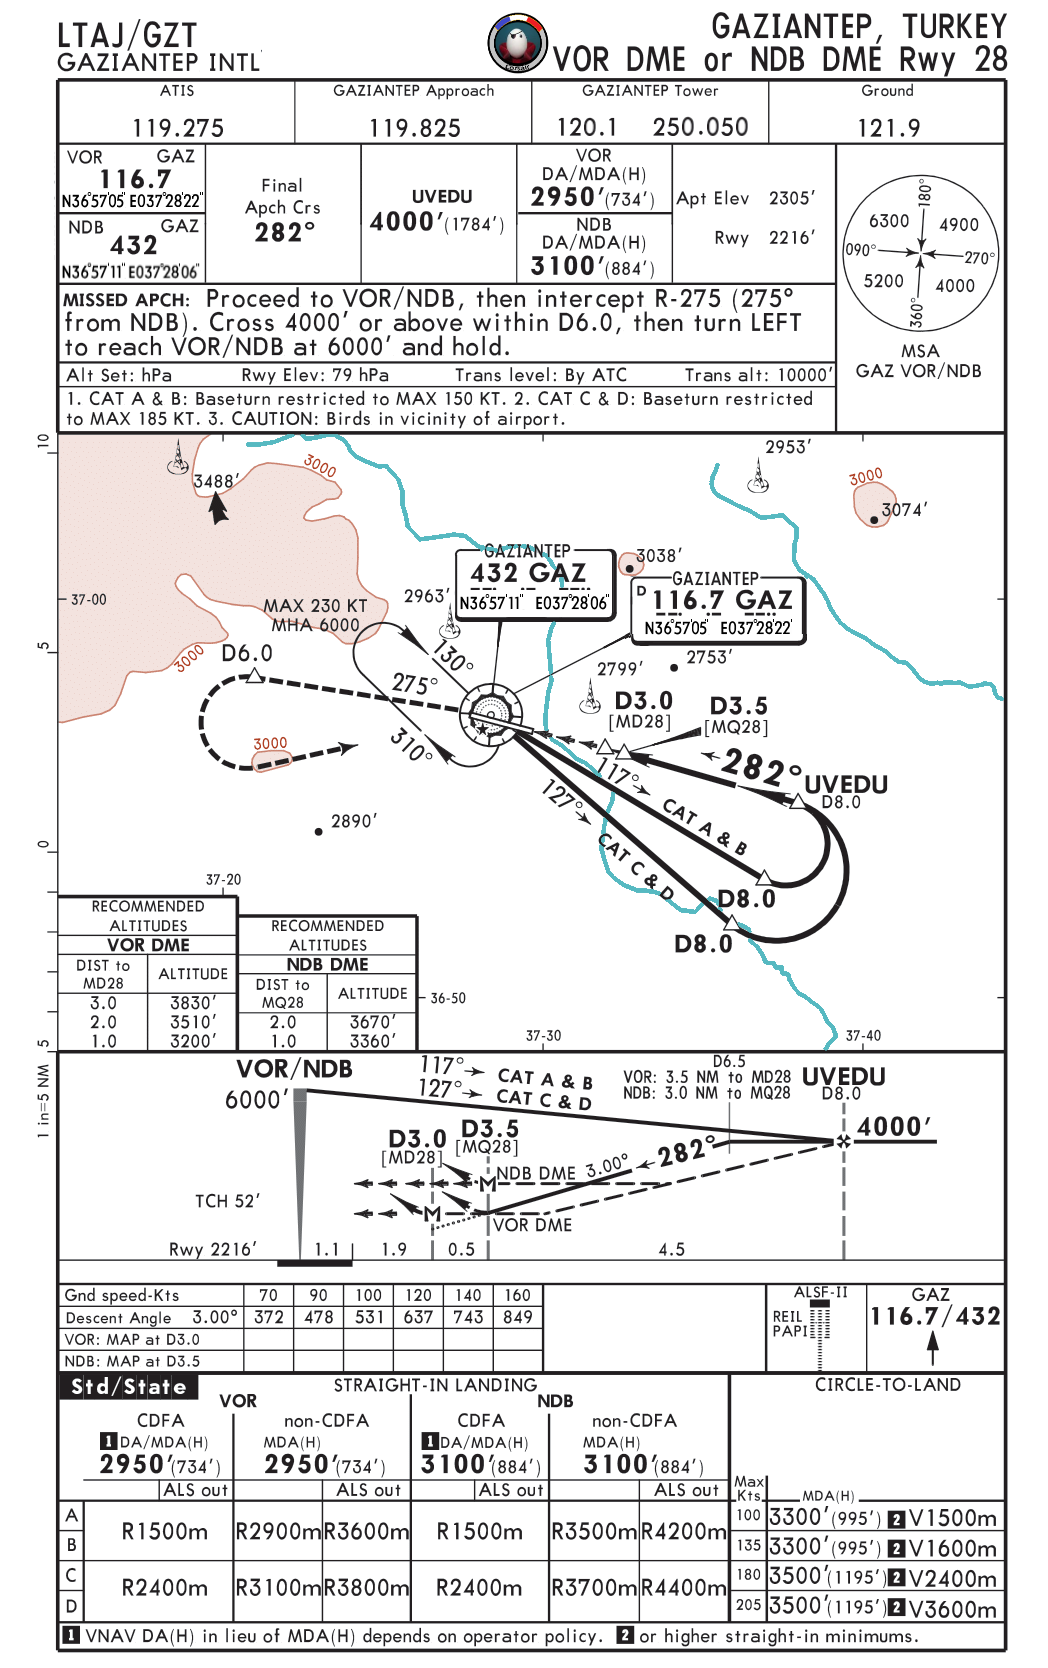 LTAJ/GZT
GAZIANTEP INTL
GAZIANTEP, TURKEY
VOR DME or NDB DME Rwy 28
ATIS
119.275
GAZIANTEP Approach
119.825
GAZIANTEP Tower
120.1 250.050
Ground
121.9
VOR GAZ
116.7
N36°57'05" E037°28'22"
NDB GAZ
432
N36°57'11" E037°28'06"
Final
Apch Crs
282°
UVEDU
4000'(1784')
VOR
DA/MDA(H)
2950'(734')
NDB
DA/MDA(H)
3100'(884')
Apt Elev 2305'
Rwy 2216'
180°
6300
4900
090°
270°
5200
4000
360°
MSA
GAZ VOR/NDB
MISSED APCH: Proceed to VOR/NDB, then intercept R-275 (275°
from NDB). Cross 4000' or above within D6.0, then turn LEFT
to reach VOR/NDB at 6000' and hold.
Alt Set: hPa Rwy Elev: 79 hPa Trans level: By ATC Trans alt: 10000'
1. CAT A & B: Baseturn restricted to MAX 150 KT. 2. CAT C & D: Baseturn restricted
to MAX 185 KT. 3. CAUTION: Birds in vicinity of airport.
10
3488'
3000
2953'
3000
3074'
GAZIANTEP
432 GAZ
N36°57'11" E037°28'06"
3038'
GAZIANTEP
D 116.7 GAZ
N36°57'05" E037°28'22"
37-00
MAX 230 KT
MHA 6000
2963'
5
3000
D6.0
130°
275°
310°
2799'
2753'
D3.0
[MD28]
D3.5
[MQ28]
282°
UVEDU
D8.0
3000
117°
CAT A & B
127°
CAT C & D
D8.0
D8.0
2890'
0
37-20
RECOMMENDED
ALTITUDES
VOR DME
DIST to
MD28
ALTITUDE
3.0 3830'
2.0 3510'
1.0 3200'
RECOMMENDED
ALTITUDES
NDB DME
DIST to
MQ28
ALTITUDE
2.0 3670'
1.0 3360'
36-50
37-30
37-40
5
1 in=5 NM
VOR/NDB
6000'
117° CAT A & B
127° CAT C & D
D6.5
VOR: 3.5 NM to MD28
NDB: 3.0 NM to MQ28
UVEDU
D8.0
4000'
D3.0
[MD28]
D3.5
[MQ28]
282°
M
NDB DME 3.00°
M
VOR DME
TCH 52'
Rwy 2216'
1.1
1.9
0.5
4.5
Gnd speed-Kts 70 90 100 120 140 160
Descent Angle 3.00° 372 478 531 637 743 849
VOR: MAP at D3.0
NDB: MAP at D3.5
ALSF-II
REIL
PAPI
GAZ
116.7/432
Std/State
STRAIGHT-IN LANDING
CIRCLE-TO-LAND
VOR
NDB
CDFA
1 DA/MDA(H)
2950'(734')
non-CDFA
MDA(H)
2950'(734')
CDFA
1 DA/MDA(H)
3100'(884')
non-CDFA
MDA(H)
3100'(884')
ALS out
ALS out
ALS out
ALS out
Max
Kts
MDA(H)
A
B
R1500m R2900m R3600m R1500m R3500m R4200m
C
D
R2400m R3100m R3800m R2400m R3700m R4400m
100 3300'(995') 2 V1500m
135 3300'(995') 2 V1600m
180 3500'(1195') 2 V2400m
205 3500'(1195') 2 V3600m
1 VNAV DA(H) in lieu of MDA(H) depends on operator policy. 2 or higher straight-in minimums.